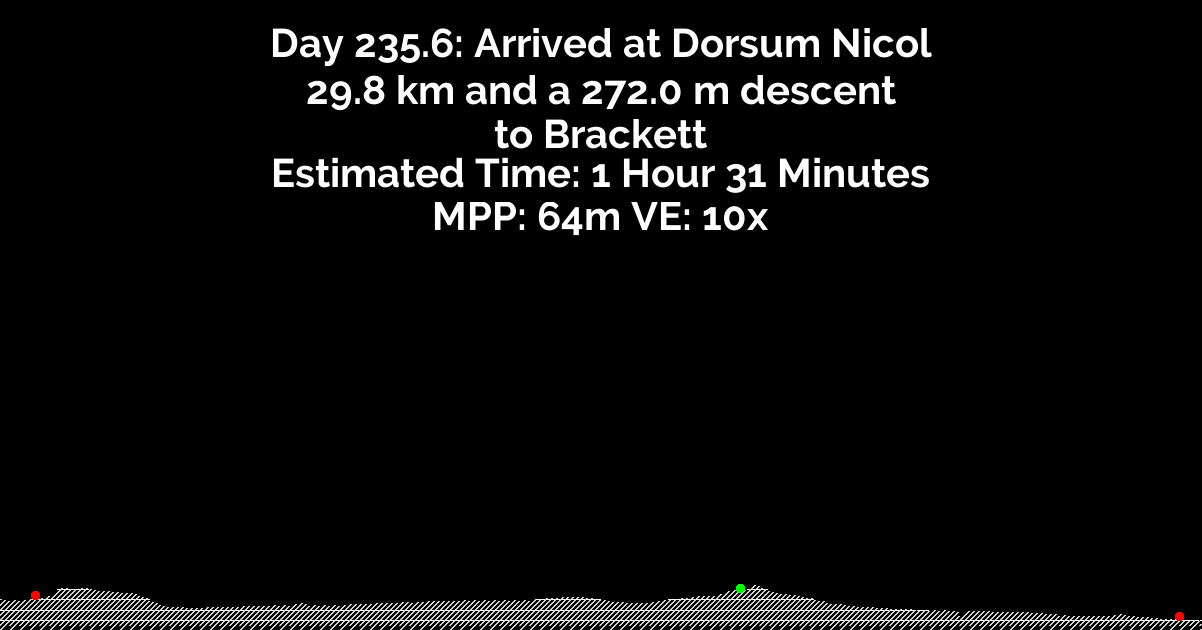 Day 235.6: Arrived at Dorsum Nicol
29.8 km and a 272.0 m descent
to Brackett
Estimated Time: 1 Hour 31 Minutes
MPP: 64m VE: 10x